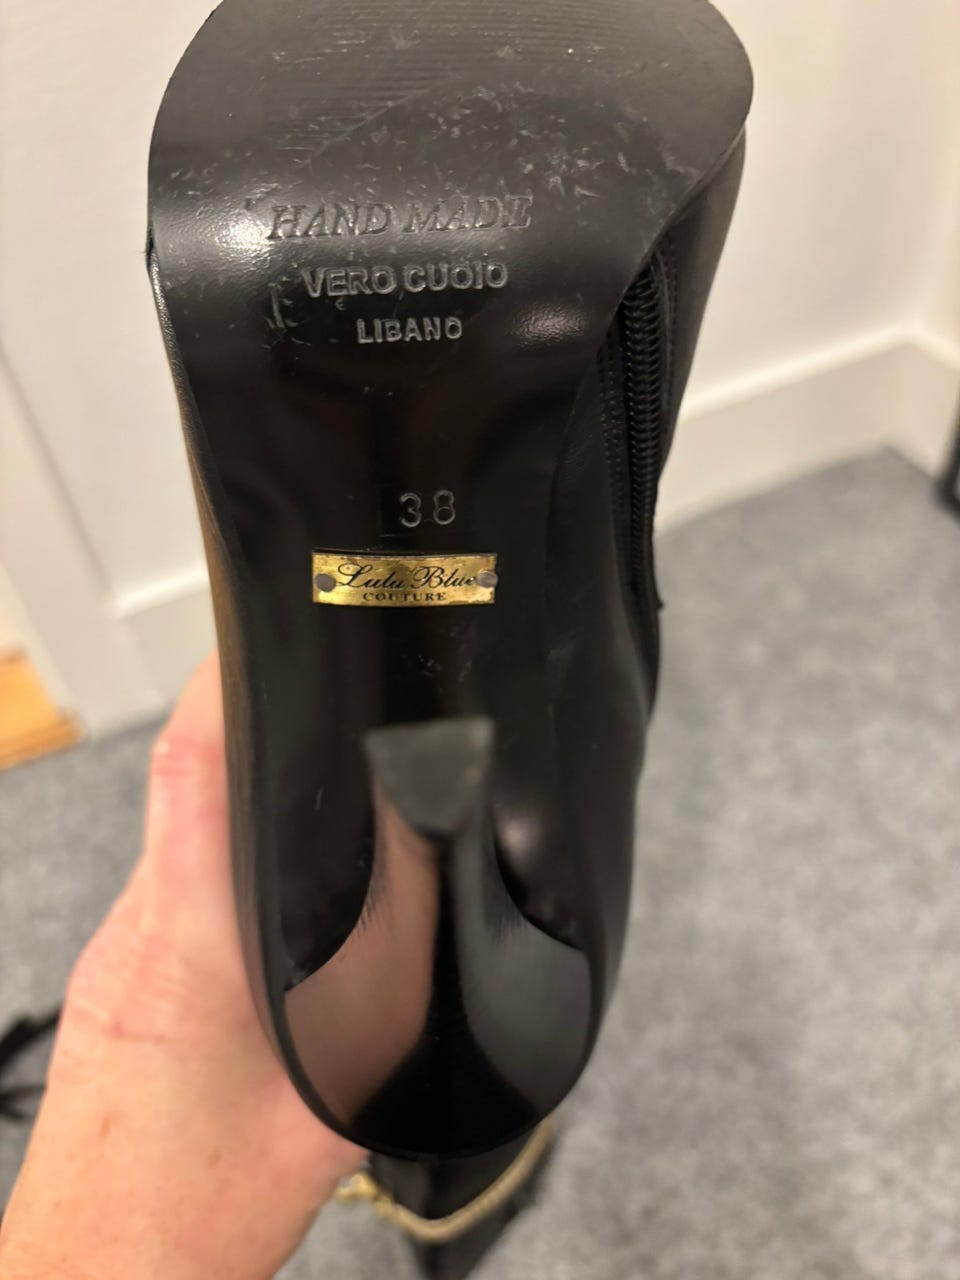 HAND MADE
VERO CUOIO
LIBANO
38
Lulu Blue
COUTURE